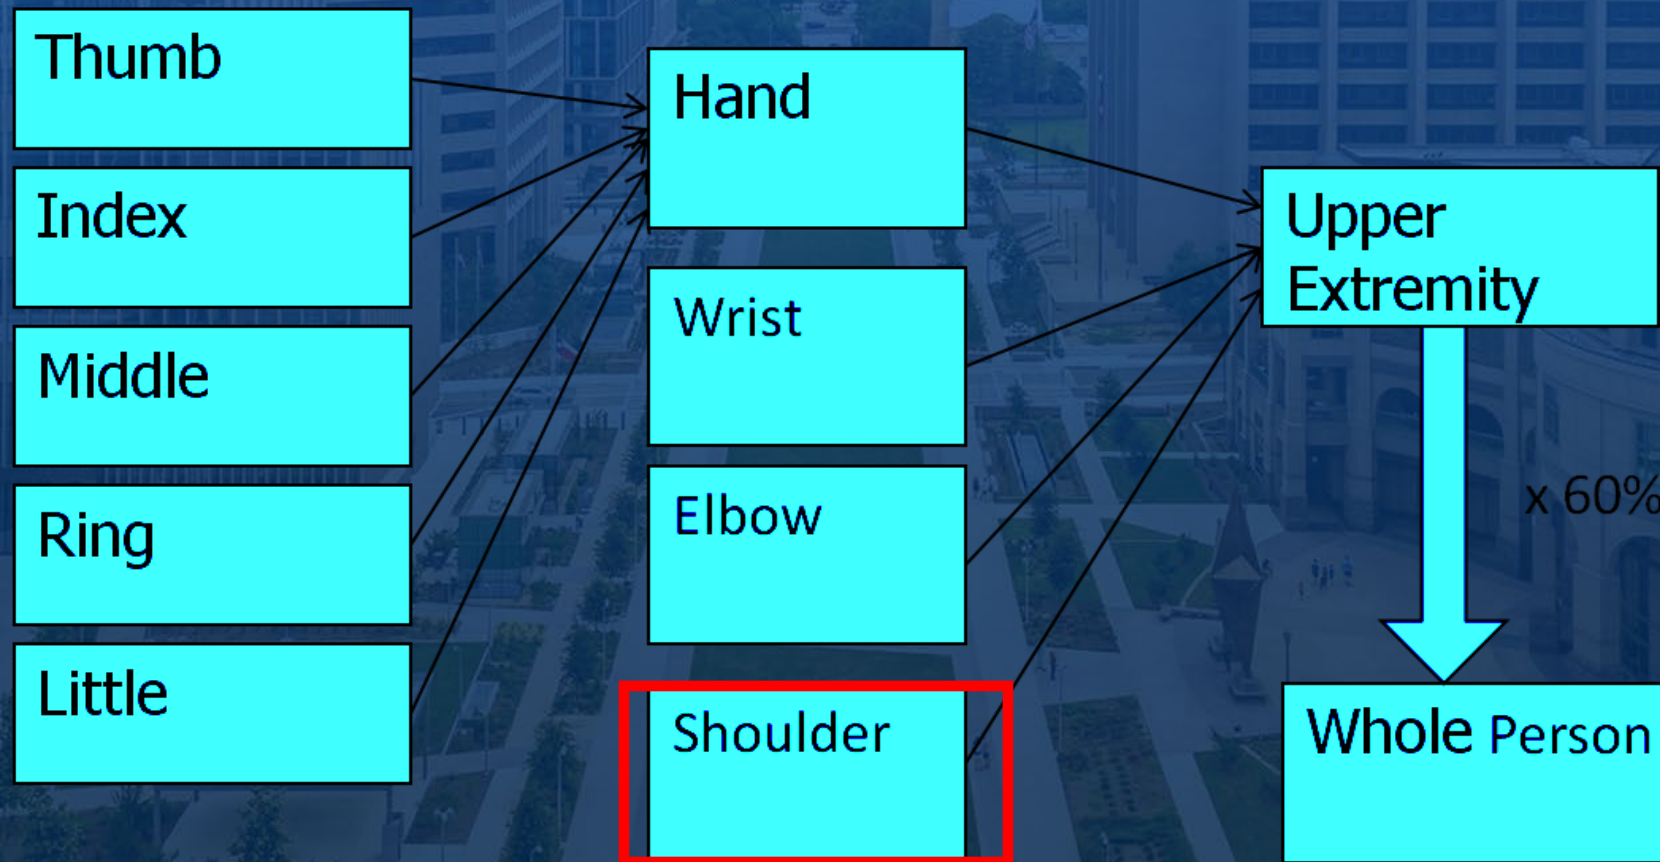 Thumb
Index
Middle
Ring
Little
Hand
Wrist
Elbow
Shoulder
Upper
Extremity
x 60%
Whole Person